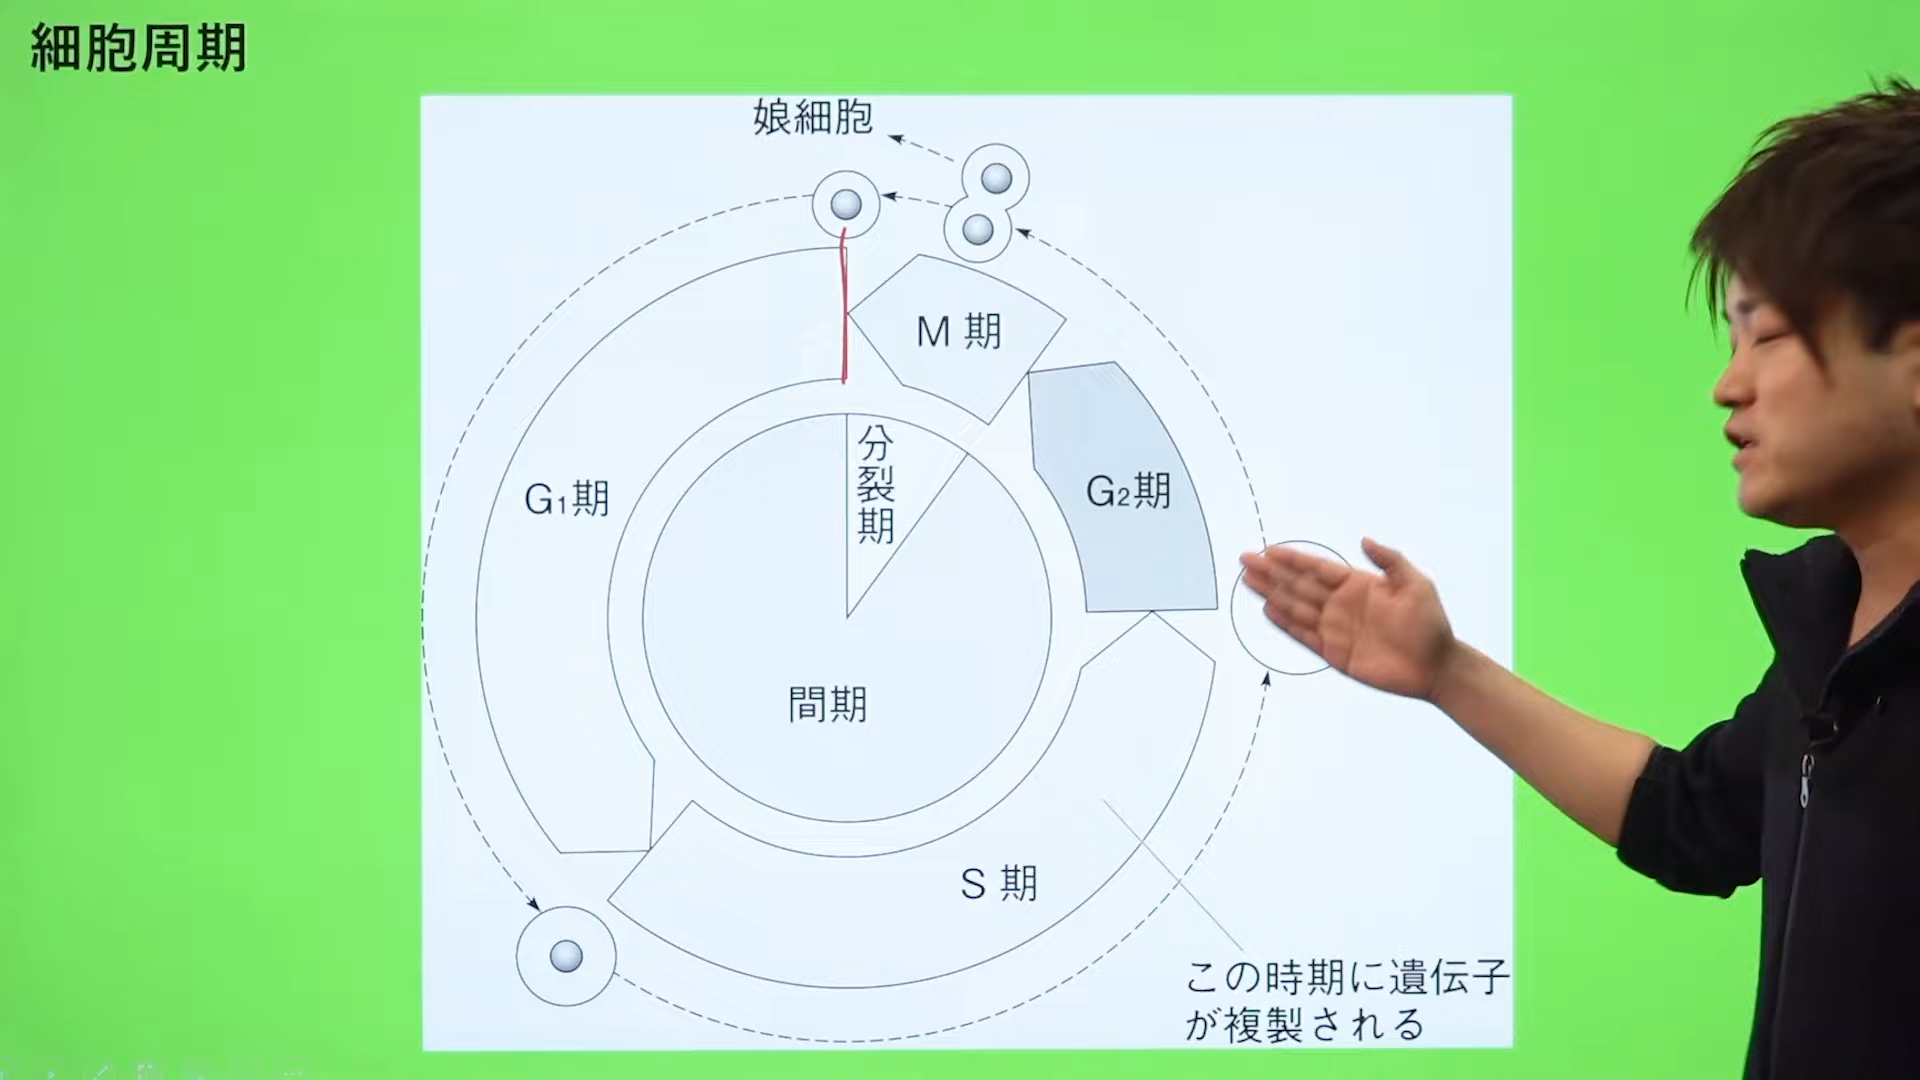 細胞周期
娘細胞
M 期
分裂期
G₁期
G₂期
間期
S 期
この時期に遺伝子
が複製される